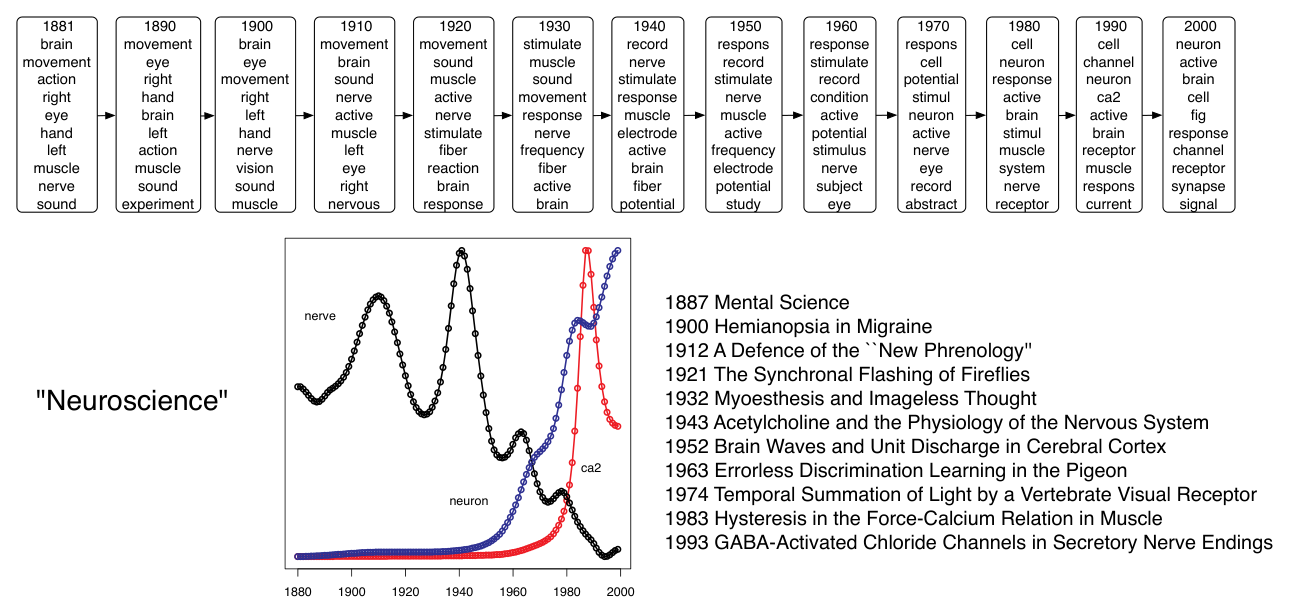 1881
brain
movement
action
right
eye
hand
left
muscle
nerve
sound
1890
movement
eye
right
hand
brain
left
action
muscle
sound
experiment
1900
brain
eye
movement
right
left
hand
nerve
vision
sound
muscle
1910
movement
brain
sound
nerve
active
muscle
left
eye
right
nervous
1920
movement
sound
muscle
active
nerve
stimulate
fiber
reaction
brain
response
1930
stimulate
muscle
sound
movement
response
nerve
frequency
fiber
active
brain
1940
record
nerve
stimulate
response
muscle
electrode
active
brain
fiber
potential
1950
respons
record
stimulate
nerve
muscle
active
frequency
electrode
potential
study
1960
response
stimulate
record
condition
active
potential
stimulus
nerve
subject
eye
1970
respons
cell
potential
stimul
neuron
active
nerve
eye
record
abstract
1980
cell
neuron
response
active
brain
stimul
muscle
system
nerve
receptor
1990
cell
channel
neuron
ca2
active
brain
receptor
muscle
respons
current
2000
neuron
active
brain
cell
fig
response
channel
receptor
synapse
signal
"Neuroscience"
nerve
neuron
ca2
1880 1900 1920 1940 1960 1980 2000
1887 Mental Science
1900 Hemianopsia in Migraine
1912 A Defence of the ``New Phrenology''
1921 The Synchronal Flashing of Fireflies
1932 Myoesthesis and Imageless Thought
1943 Acetylcholine and the Physiology of the Nervous System
1952 Brain Waves and Unit Discharge in Cerebral Cortex
1963 Errorless Discrimination Learning in the Pigeon
1974 Temporal Summation of Light by a Vertebrate Visual Receptor
1983 Hysteresis in the Force-Calcium Relation in Muscle
1993 GABA-Activated Chloride Channels in Secretory Nerve Endings